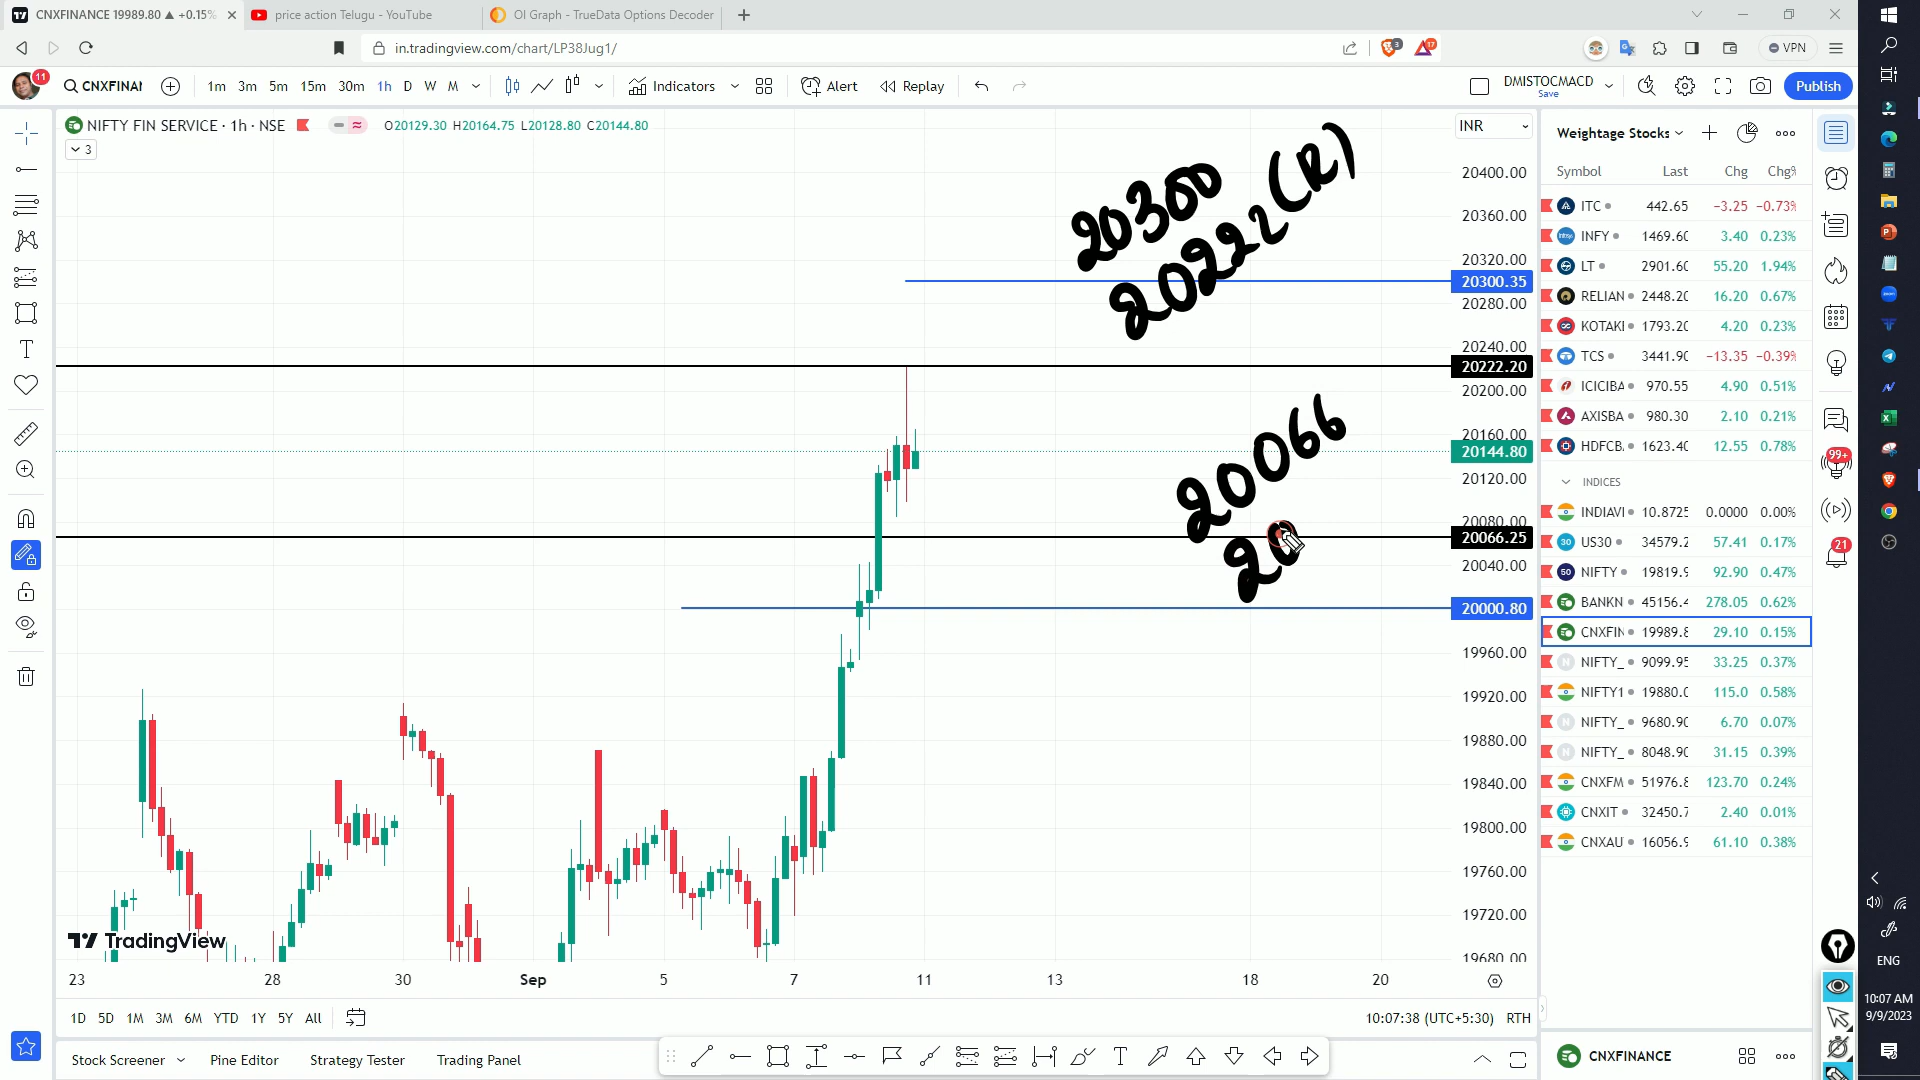 CNXFINANCE 19989.80 ▲ +0.15%
price action Telugu - YouTube
OI Graph - TrueData Options Decoder
in.tradingview.com/chart/LP38Jug1/
3
17
VPN
11
CNXFINAI
1m 3m 5m 15m 30m 1h D W M
Indicators
Alert
Replay
DMISTOCMACD
Save
Publish
NIFTY FIN SERVICE · 1h · NSE
O20129.30 H20164.75 L20128.80 C20144.80
3
INR
20300
20222(R)
20066
20
20400.00
20360.00
20320.00
20300.35
20280.00
20240.00
20222.20
20200.00
20160.00
20144.80
20120.00
20080.00
20066.25
20040.00
20000.80
19960.00
19920.00
19880.00
19840.00
19800.00
19760.00
19720.00
19680.00
TradingView
23 28 30 Sep 5 7 11 13 18 20
1D 5D 1M 3M 6M YTD 1Y 5Y All
10:07:38 (UTC+5:30) RTH
Stock Screener
Pine Editor
Strategy Tester
Trading Panel
Weightage Stocks
Symbol Last Chg Chg%
ITC 442.65 −3.25 −0.73%
INFY 1469.60 3.40 0.23%
LT 2901.60 55.20 1.94%
RELIAN 2448.20 16.20 0.67%
KOTAKI 1793.20 4.20 0.23%
TCS 3441.90 −13.35 −0.39%
ICICIBA 970.55 4.90 0.51%
AXISBA 980.30 2.10 0.21%
HDFCB 1623.40 12.55 0.78%
INDICES
INDIAVI 10.8725 0.0000 0.00%
US30 34579.2 57.41 0.17%
NIFTY 19819.9 92.90 0.47%
BANKN 45156.4 278.05 0.62%
CNXFIN 19989.8 29.10 0.15%
NIFTY_ 9099.95 33.25 0.37%
NIFTY1 19880.0 115.0 0.58%
NIFTY_ 9680.90 6.70 0.07%
NIFTY_ 8048.90 31.15 0.39%
CNXFM 51976.8 123.70 0.24%
CNXIT 32450.7 2.40 0.01%
CNXAU 16056.9 61.10 0.38%
CNXFINANCE
99+
21
ENG
10:07 AM
9/9/2023